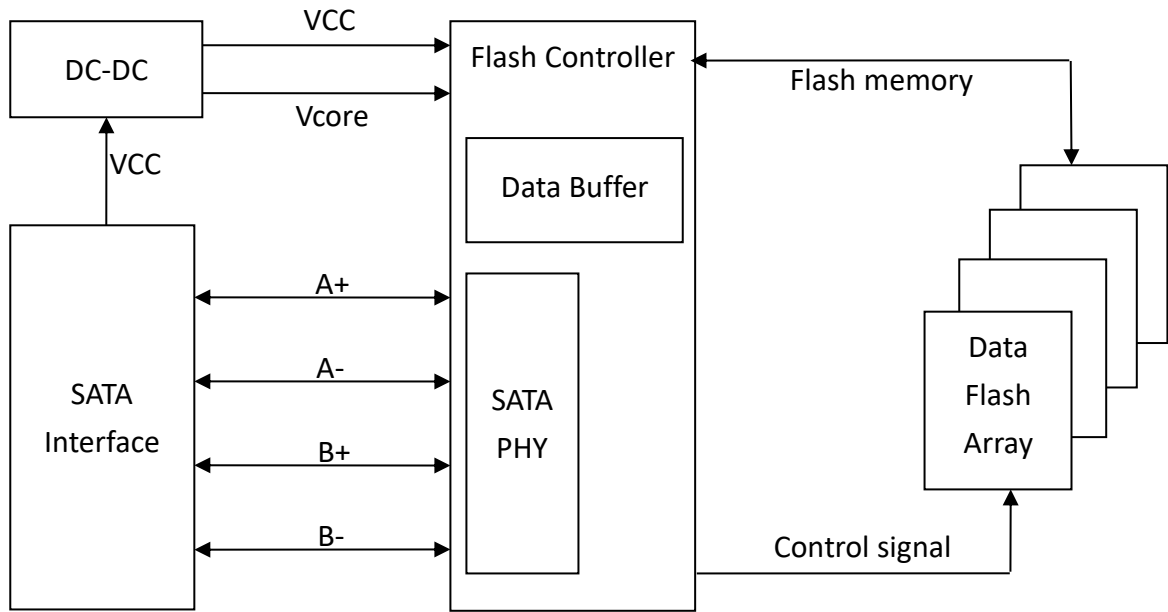 VCC
DC-DC
Flash Controller
Flash memory
Vcore
VCC
Data Buffer
A+
A-
SATA
Interface
SATA
PHY
B+
B-
Data
Flash
Array
Control signal